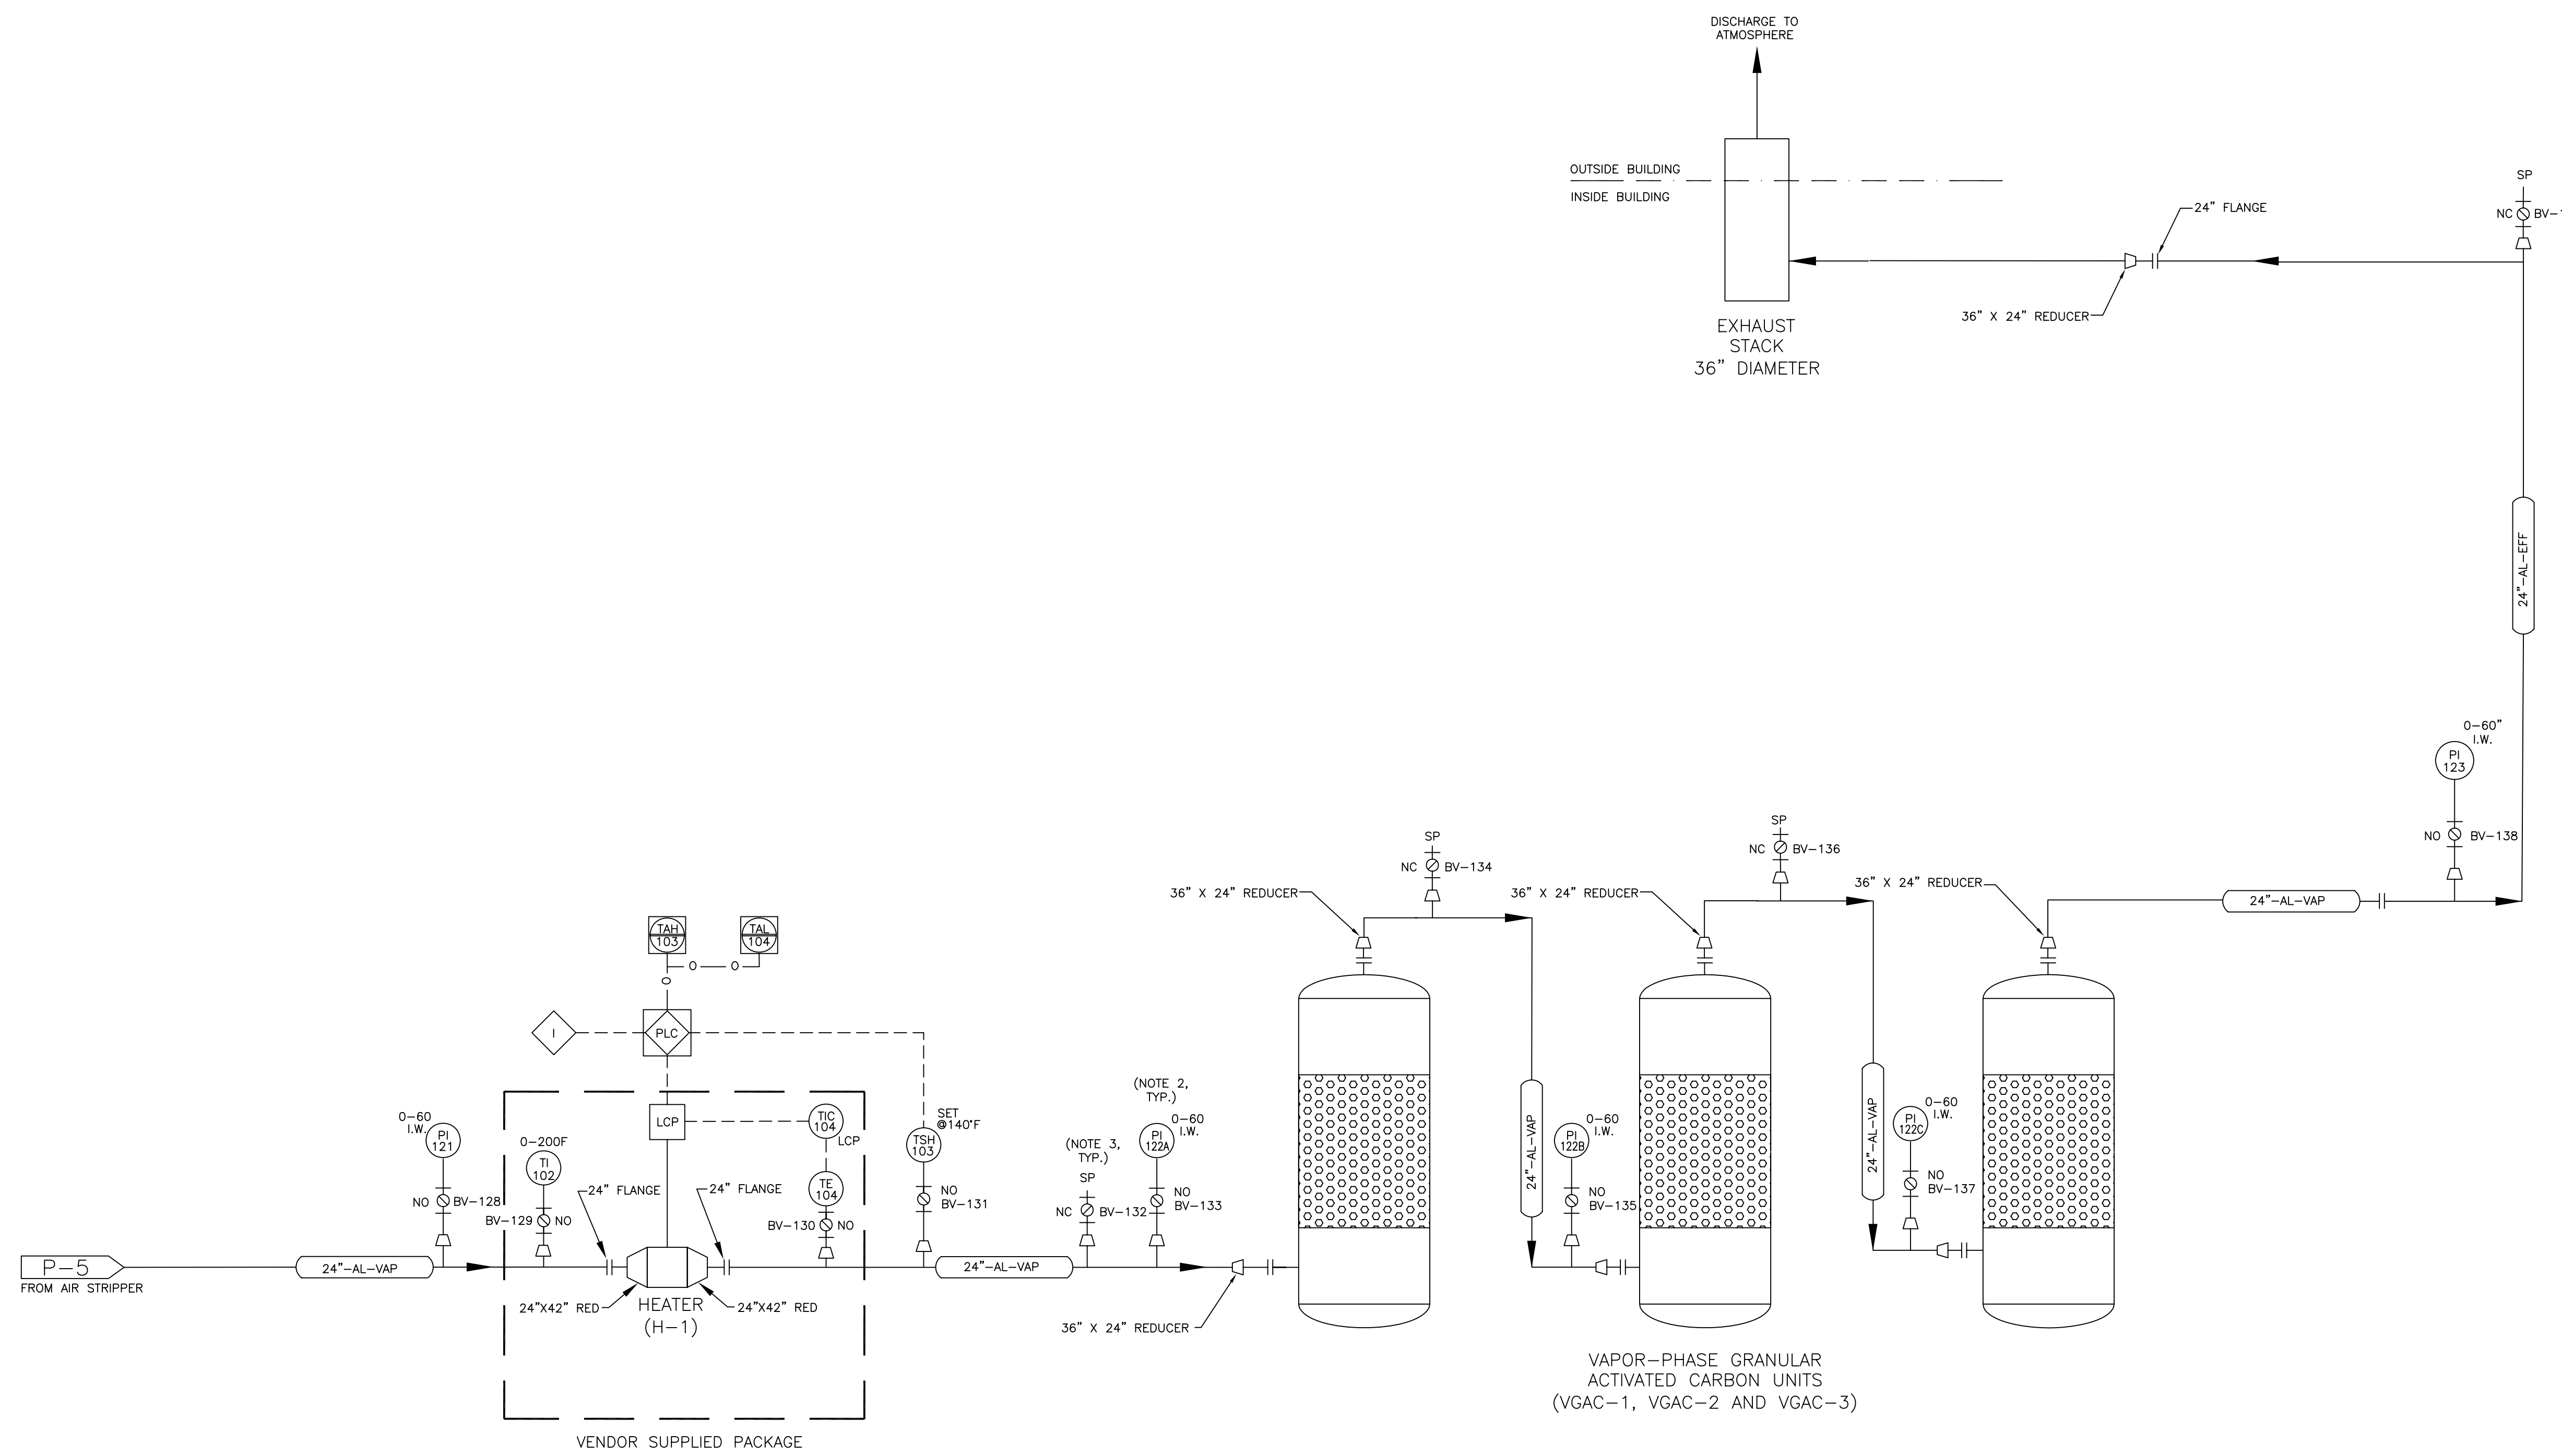 DISCHARGE TO
ATMOSPHERE
OUTSIDE BUILDING
INSIDE BUILDING
EXHAUST
STACK
36" DIAMETER
24" FLANGE
36" X 24" REDUCER
SP
NC BV-
24"-AL-EFF
0-60"
I.W.
PI
123
NO BV-138
24"-AL-VAP
36" X 24" REDUCER
SP
NC BV-136
36" X 24" REDUCER
SP
NC BV-134
36" X 24" REDUCER
TAH
103
TAL
104
I
PLC
LCP
TIC
104
LCP
TE
104
BV-130 NO
0-60
I.W.
PI
121
NO BV-128
0-200F
TI
102
BV-129 NO
24" FLANGE
24" FLANGE
SET
@140°F
TSH
103
NO
BV-131
(NOTE 3,
TYP.)
SP
NC BV-132
(NOTE 2,
TYP.)
0-60
I.W.
PI
122A
NO
BV-133
24"-AL-VAP
0-60
I.W.
PI
122B
NO
BV-135
24"-AL-VAP
0-60
I.W.
PI
122C
NO
BV-137
P-5
FROM AIR STRIPPER
24"-AL-VAP
24"X42" RED
HEATER
(H-1)
24"X42" RED
24"-AL-VAP
36" X 24" REDUCER
VAPOR-PHASE GRANULAR
ACTIVATED CARBON UNITS
(VGAC-1, VGAC-2 AND VGAC-3)
VENDOR SUPPLIED PACKAGE